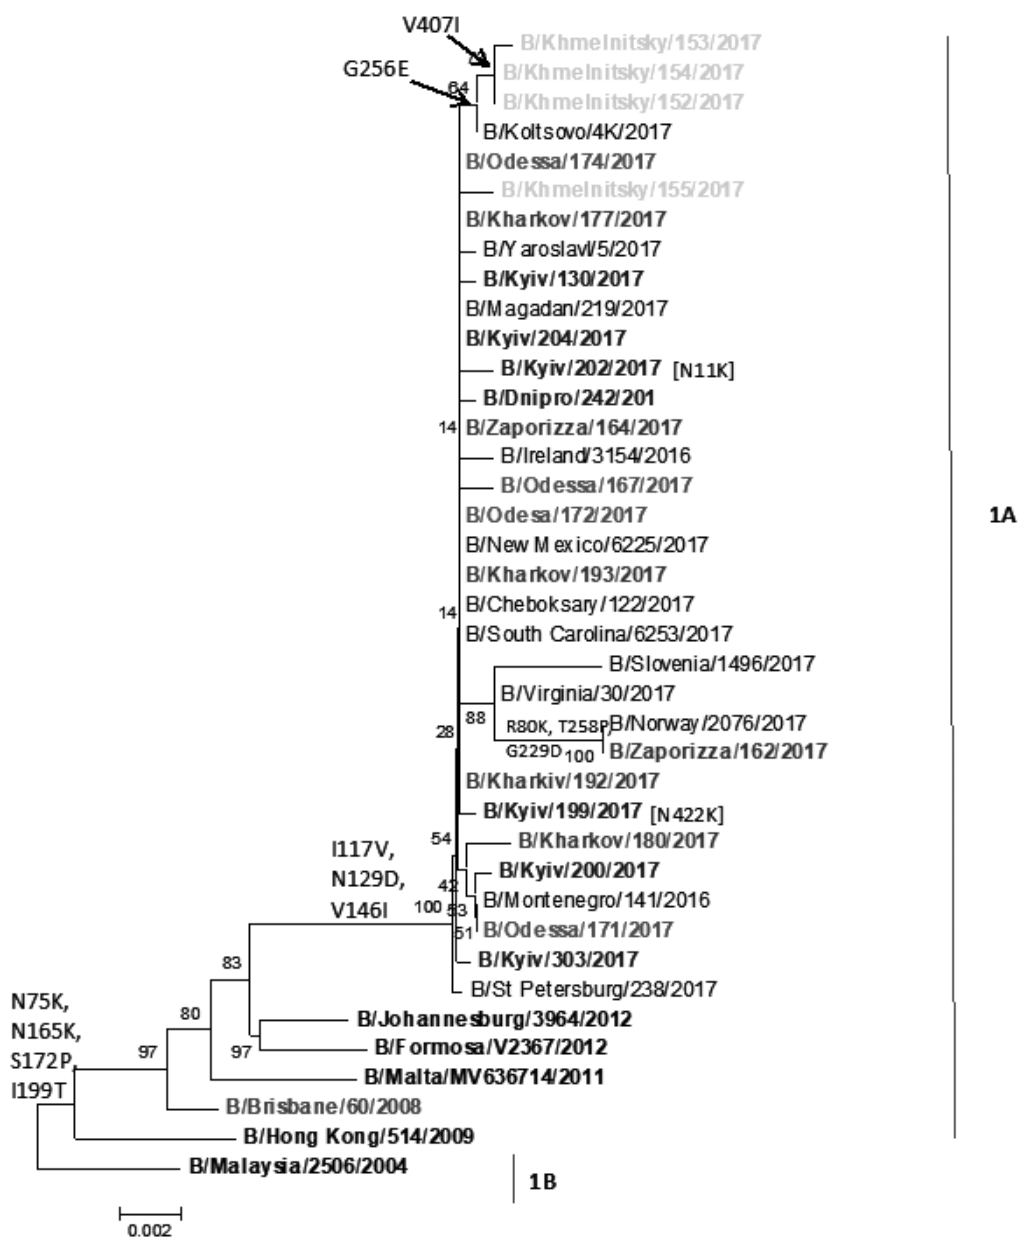 V407I
B/Khmelnitsky/153/2017
G256E
B/Khmelnitsky/154/2017
64
B/Khmelnitsky/152/2017
B/Koltsovo/4K/2017
B/Odessa/174/2017
B/Khmelnitsky/155/2017
B/Kharkov/177/2017
B/Yaroslavl/5/2017
B/Kyiv/130/2017
B/Magadan/219/2017
B/Kyiv/204/2017
B/Kyiv/202/2017 [N11K]
B/Dnipro/242/201
14 B/Zaporizza/164/2017
B/Ireland/3154/2016
B/Odessa/167/2017
B/Odesa/172/2017
1A
B/New Mexico/6225/2017
B/Kharkov/193/2017
B/Cheboksary/122/2017
14
B/South Carolina/6253/2017
B/Slovenia/1496/2017
B/Virginia/30/2017
88
R80K, T258P, B/Norway/2076/2017
28
G229D 100 B/Zaporizza/162/2017
B/Kharkiv/192/2017
B/Kyiv/199/2017 [N422K]
54 B/Kharkov/180/2017
I117V,
N129D,
V146I
B/Kyiv/200/2017
42
B/Montenegro/141/2016
100 53
51 B/Odessa/171/2017
B/Kyiv/303/2017
83
B/St Petersburg/238/2017
N75K,
N165K,
S172P,
I199T
80
B/Johannesburg/3964/2012
97
97 B/Formosa/V2367/2012
B/Malta/MV636714/2011
B/Brisbane/60/2008
B/Hong Kong/514/2009
B/Malaysia/2506/2004
1B
0.002